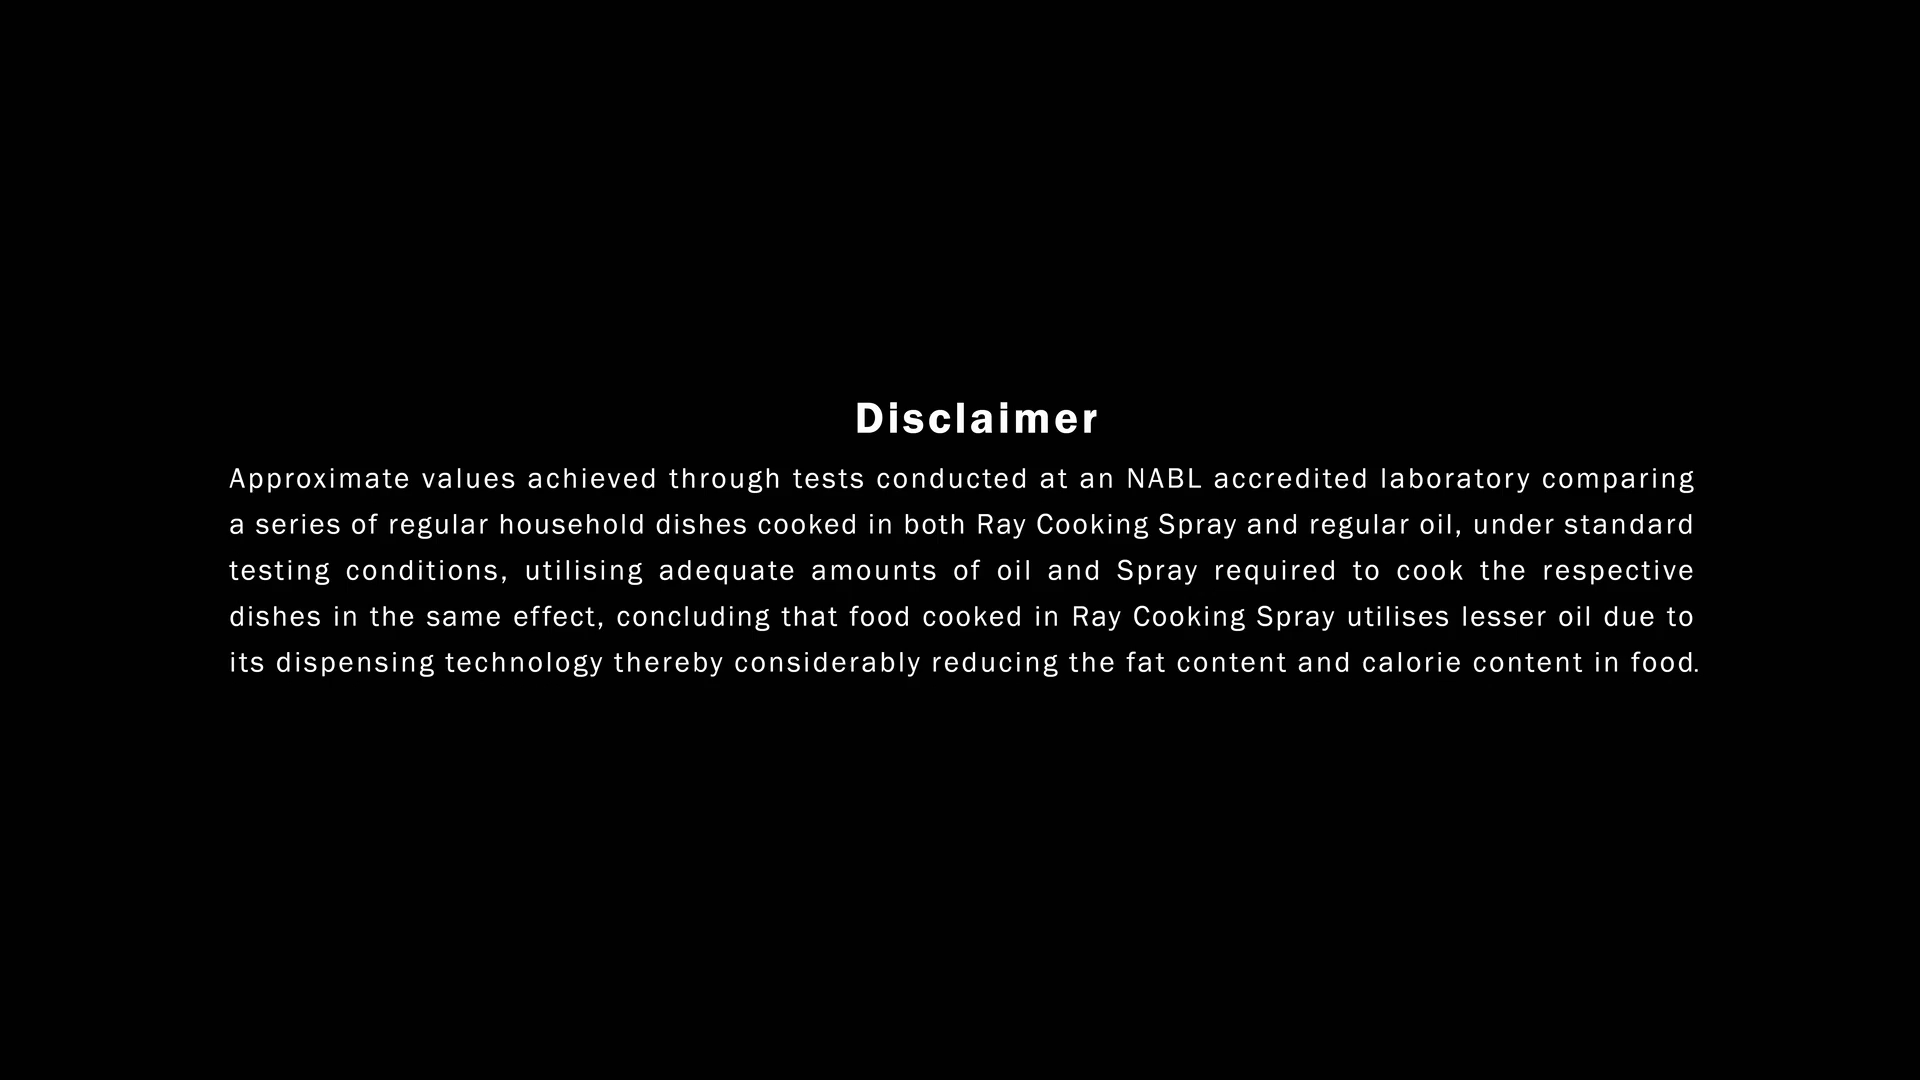 Disclaimer
Approximate values achieved through tests conducted at an NABL accredited laboratory comparing
a series of regular household dishes cooked in both Ray Cooking Spray and regular oil, under standard
testing conditions, utilising adequate amounts of oil and Spray required to cook the respective
dishes in the same effect, concluding that food cooked in Ray Cooking Spray utilises lesser oil due to
its dispensing technology thereby considerably reducing the fat content and calorie content in food.